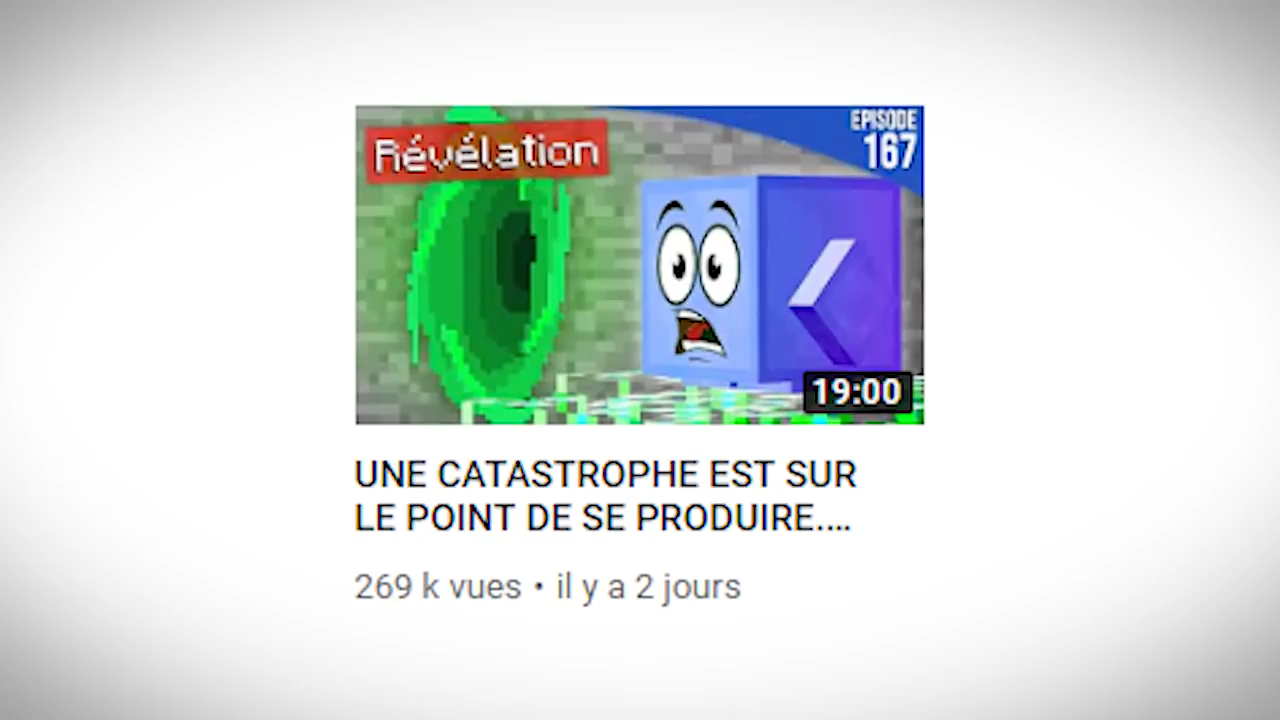 Révélation
EPISODE
167
19:00
UNE CATASTROPHE EST SUR
LE POINT DE SE PRODUIRE....
269 k vues • il y a 2 jours